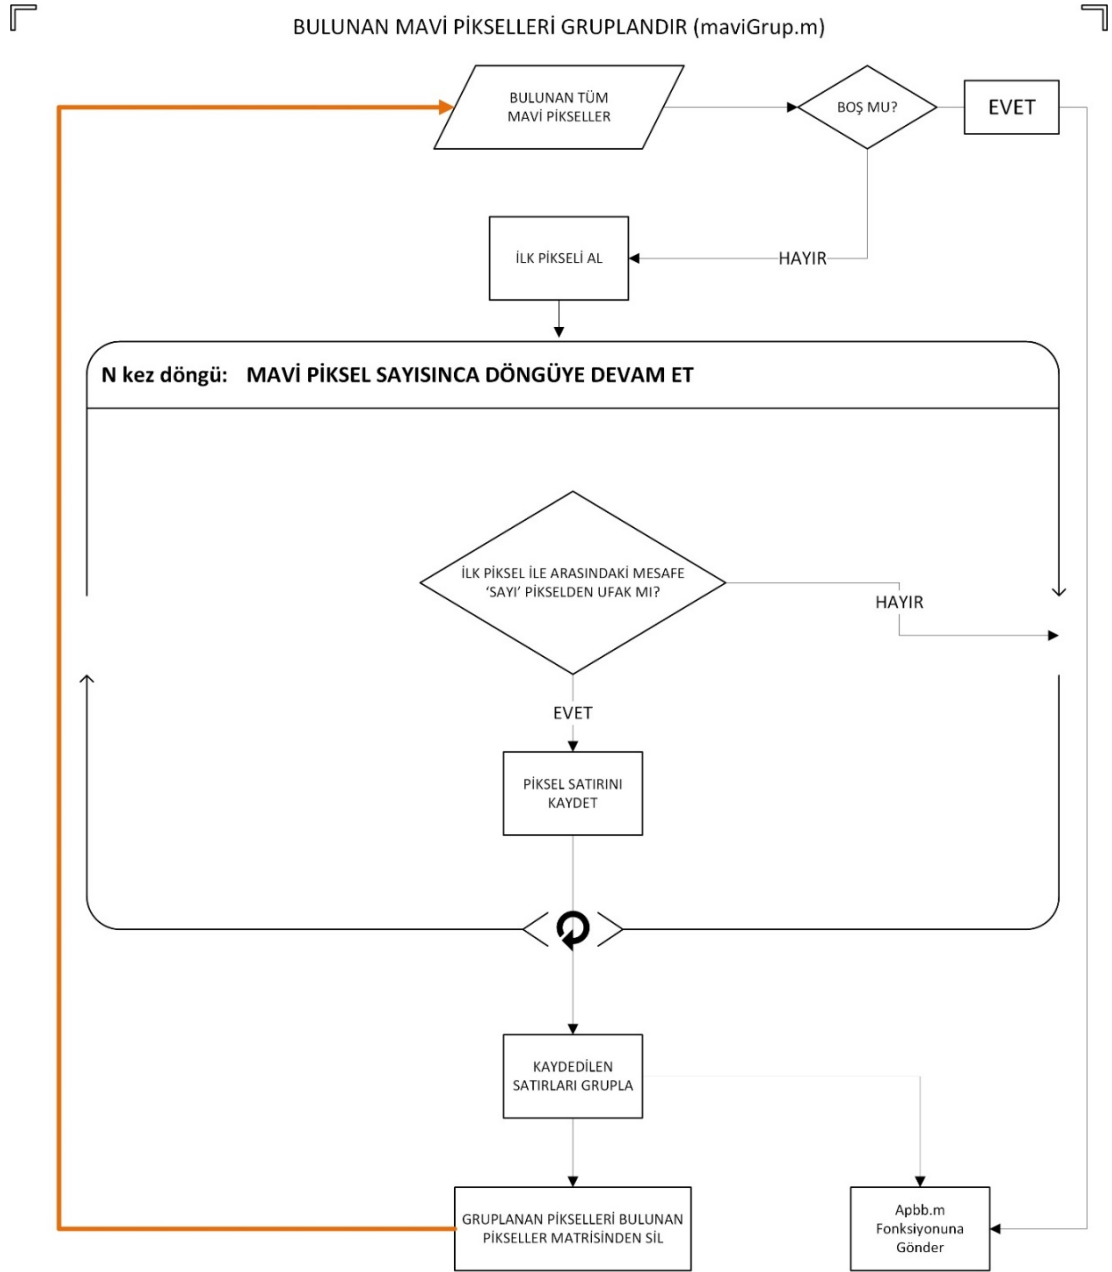 BULUNAN MAVİ PİKSELLERİ GRUPLANDIR (maviGrup.m)
BULUNAN TÜM
MAVİ PİKSELLER
BOŞ MU?
EVET
İLK PİKSELİ AL
HAYIR
N kez döngü: MAVİ PİKSEL SAYISINCA DÖNGÜYE DEVAM ET
İLK PİKSEL İLE ARASINDAKİ MESAFE
‘SAYI’ PİKSELDEN UFAK MI?
HAYIR
EVET
PİKSEL SATIRINI
KAYDET
KAYDEDİLEN
SATIRLARI GRUPLA
GRUPLANAN PİKSELLERİ BULUNAN
PİKSELLER MATRİSİNDEN SİL
Apbb.m
Fonksiyonuna
Gönder